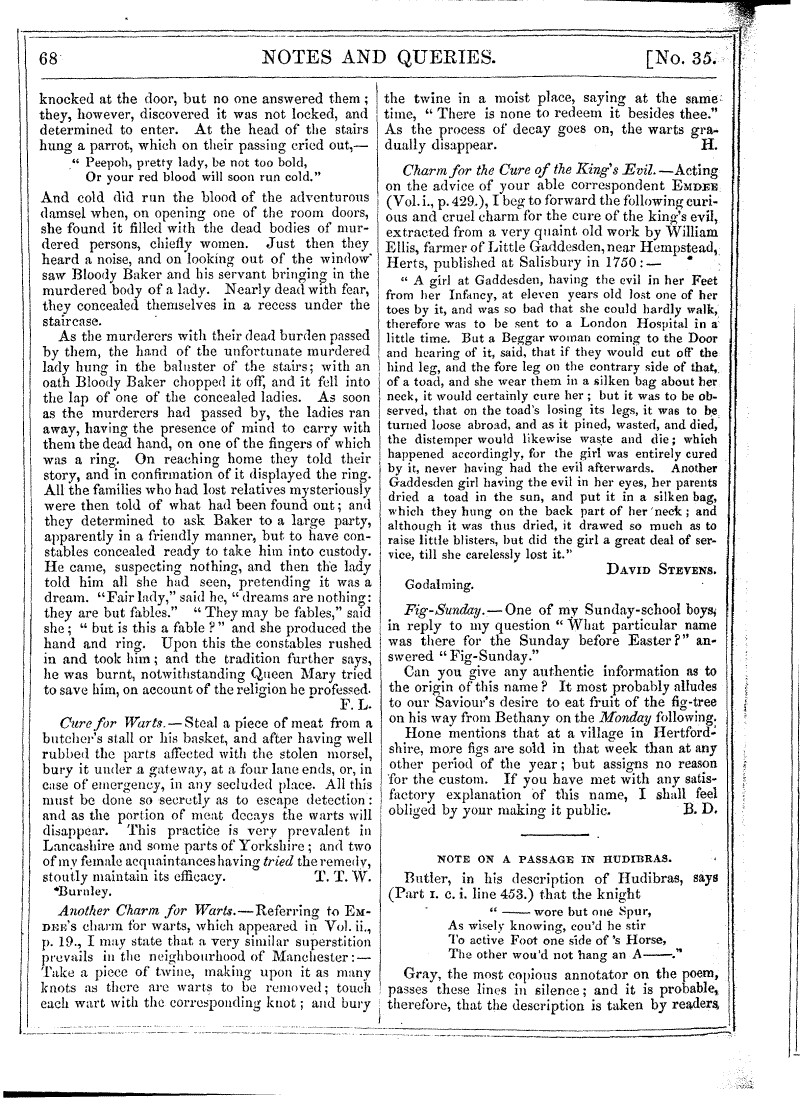 68 NOTES AND QUERIES. [No. 35.
knocked at the door, but no one answered them;
they, however, discovered it was not locked, and
determined to enter. At the head of the stairs
hung a parrot, which on their passing cried out,—
" Peepoh, pretty lady, be not too bold,
Or your red blood will soon run cold."
And cold did run the blood of the adventurous
damsel when, on opening one of the room doors,
she found it filled with the dead bodies of mur-
dered persons, chiefly women. Just then they
heard a noise, and on looking out of the window
saw Bloody Baker and his servant bringing in the
murdered body of a lady. Nearly dead with fear,
they concealed themselves in a recess under the
staircase.
As the murderers with their dead burden passed
by them, the hand of the unfortunate murdered
lady hung in the baluster of the stairs; with an
oath Bloody Baker chopped it off, and it fell into
the lap of one of the concealed ladies. As soon
as the murderers had passed by, the ladies ran
away, having the presence of mind to carry with
them the dead hand, on one of the fingers of which
was a ring. On reaching home they told their
story, and in confirmation of it displayed the ring.
All the families who had lost relatives mysteriously
were then told of what had been found out; and
they determined to ask Baker to a large party,
apparently in a friendly manner, but to have con-
stables concealed ready to take him into custody.
He came, suspecting nothing, and then the lady
told him all she had seen, pretending it was a
dream. "Fair lady," said he, "dreams are nothing:
they are but fables." "They may be fables," said
she; "but is this a fable?" and she produced the
hand and ring. Upon this the constables rushed
in and took him; and the tradition further says,
he was burnt, notwithstanding Queen Mary tried
to save him, on account of the religion he professed.
F. L.
Cure for Warts.—Steal a piece of meat from a
butcher's stall or his basket, and after having well
rubbed the parts affected with the stolen morsel,
bury it under a gateway, at a four lane ends, or, in
case of emergency, in any secluded place. All this
must be done so secretly as to escape detection:
and as the portion of meat decays the warts will
disappear. This practice is very prevalent in
Lancashire and some parts of Yorkshire; and two
of my female acquaintances having tried the remedy,
stoutly maintain its efficacy. T. T. W.
Burnley.
Another Charm for Warts.—Referring to EM-
DEE'S charm for warts, which appeared in Vol. ii.,
p. 19., I may state that a very similar superstition
prevails in the neighbourhood of Manchester:—
Take a piece of twine, making upon it as many
knots as there are warts to be removed; touch
each wart with the corresponding knot; and bury
the twine in a moist place, saying at the same
time, "There is none to redeem it besides thee."
As the process of decay goes on, the warts gra-
dually disappear. H.
Charm for the Cure of the King's Evil.—Acting
on the advice of your able correspondent EMDEE
(Vol. i., p. 429.), I beg to forward the following curi-
ous and cruel charm for the cure of the king's evil,
extracted from a very quaint old work by William
Ellis, farmer of Little Gaddesden, near Hempstead,
Herts, published at Salisbury in 1750:—
" A girl at Gaddesden, having the evil in her Feet
from her Infancy, at eleven years old lost one of her
toes by it, and was so bad that she could hardly walk,
therefore was to be sent to a London Hospital in a
little time. But a Beggar woman coming to the Door
and hearing of it, said, that if they would cut off the
hind leg, and the fore leg on the contrary side of that,
of a toad, and she wear them in a silken bag about her
neck, it would certainly cure her; but it was to be ob-
served, that on the toad's losing its legs, it was to be
turned loose abroad, and as it pined, wasted, and died,
the distemper would likewise waste and die; which
happened accordingly, for the girl was entirely cured
by it, never having had the evil afterwards. Another
Gaddesden girl having the evil in her eyes, her parents
dried a toad in the sun, and put it in a silken bag,
which they hung on the back part of her neck; and
although it was thus dried, it drawed so much as to
raise little blisters, but did the girl a great deal of ser-
vice, till she carelessly lost it."
DAVID STEVENS.
Godalming.
Fig-Sunday.—One of my Sunday-school boys,
in reply to my question "What particular name
was there for the Sunday before Easter?" an-
swered "Fig-Sunday."
Can you give any authentic information as to
the origin of this name? It most probably alludes
to our Saviour's desire to eat fruit of the fig-tree
on his way from Bethany on the Monday following.
Hone mentions that at a village in Hertford-
shire, more figs are sold in that week than at any
other period of the year; but assigns no reason
for the custom. If you have met with any satis-
factory explanation of this name, I shall feel
obliged by your making it public. B. D.
NOTE ON A PASSAGE IN HUDIBRAS.
Butler, in his description of Hudibras, says
(Part I. c. i. line 453.) that the knight
" —— wore but one Spur,
As wisely knowing, cou'd he stir
To active Foot one side of 's Horse,
The other wou'd not hang an A——."
Gray, the most copious annotator on the poem,
passes these lines in silence; and it is probable,
therefore, that the description is taken by readers,